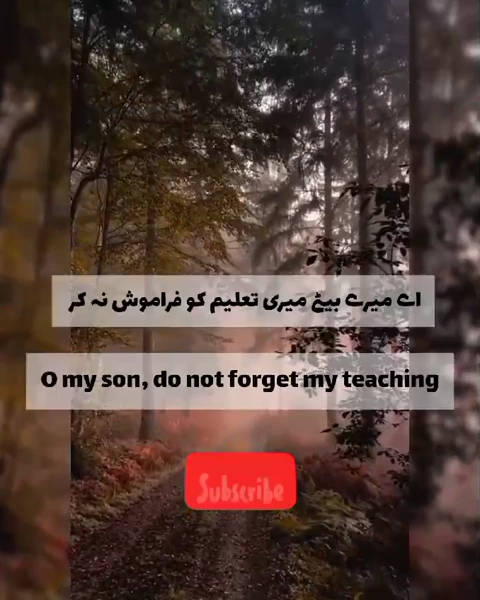 اے میرے بیٹے میری تعلیم کو فراموش نہ کر
O my son, do not forget my teaching
Subscribe